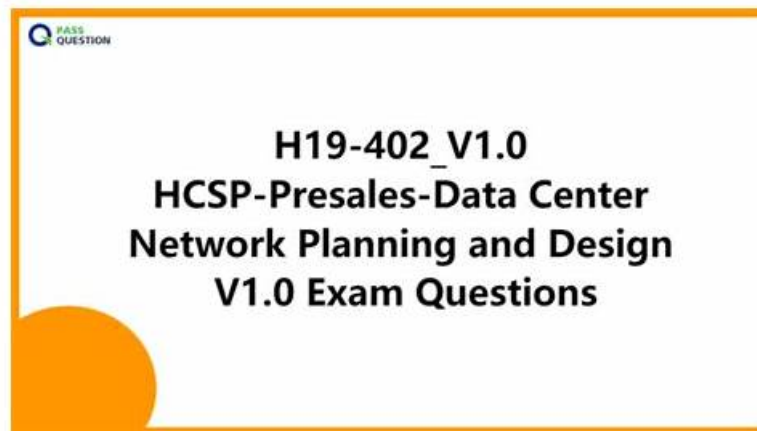 PASS
QUESTION
H19-402_V1.0
HCSP-Presales-Data Center
Network Planning and Design
V1.0 Exam Questions